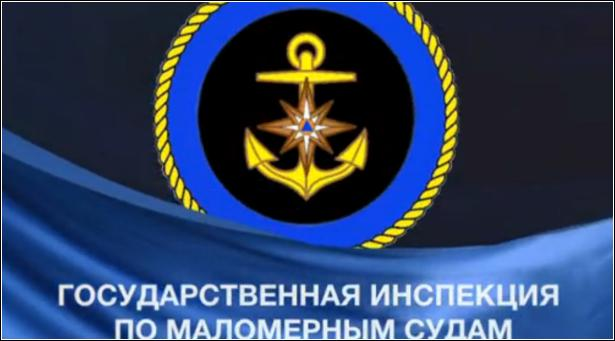 ГОСУДАРСТВЕННАЯ ИНСПЕКЦИЯ
ПО МАЛОМЕРНЫМ СУДАМ